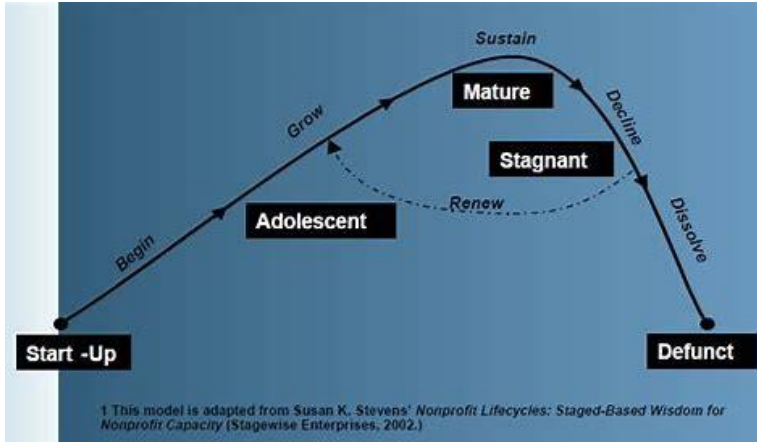 Sustain
Mature
Grow
Decline
Stagnant
Renew
Adolescent
Begin
Dissolve
Start -Up
Defunct
1 This model is adapted from Susan K. Stevens' Nonprofit Lifecycles: Staged-Based Wisdom for
Nonprofit Capacity (Stagewise Enterprises, 2002.)